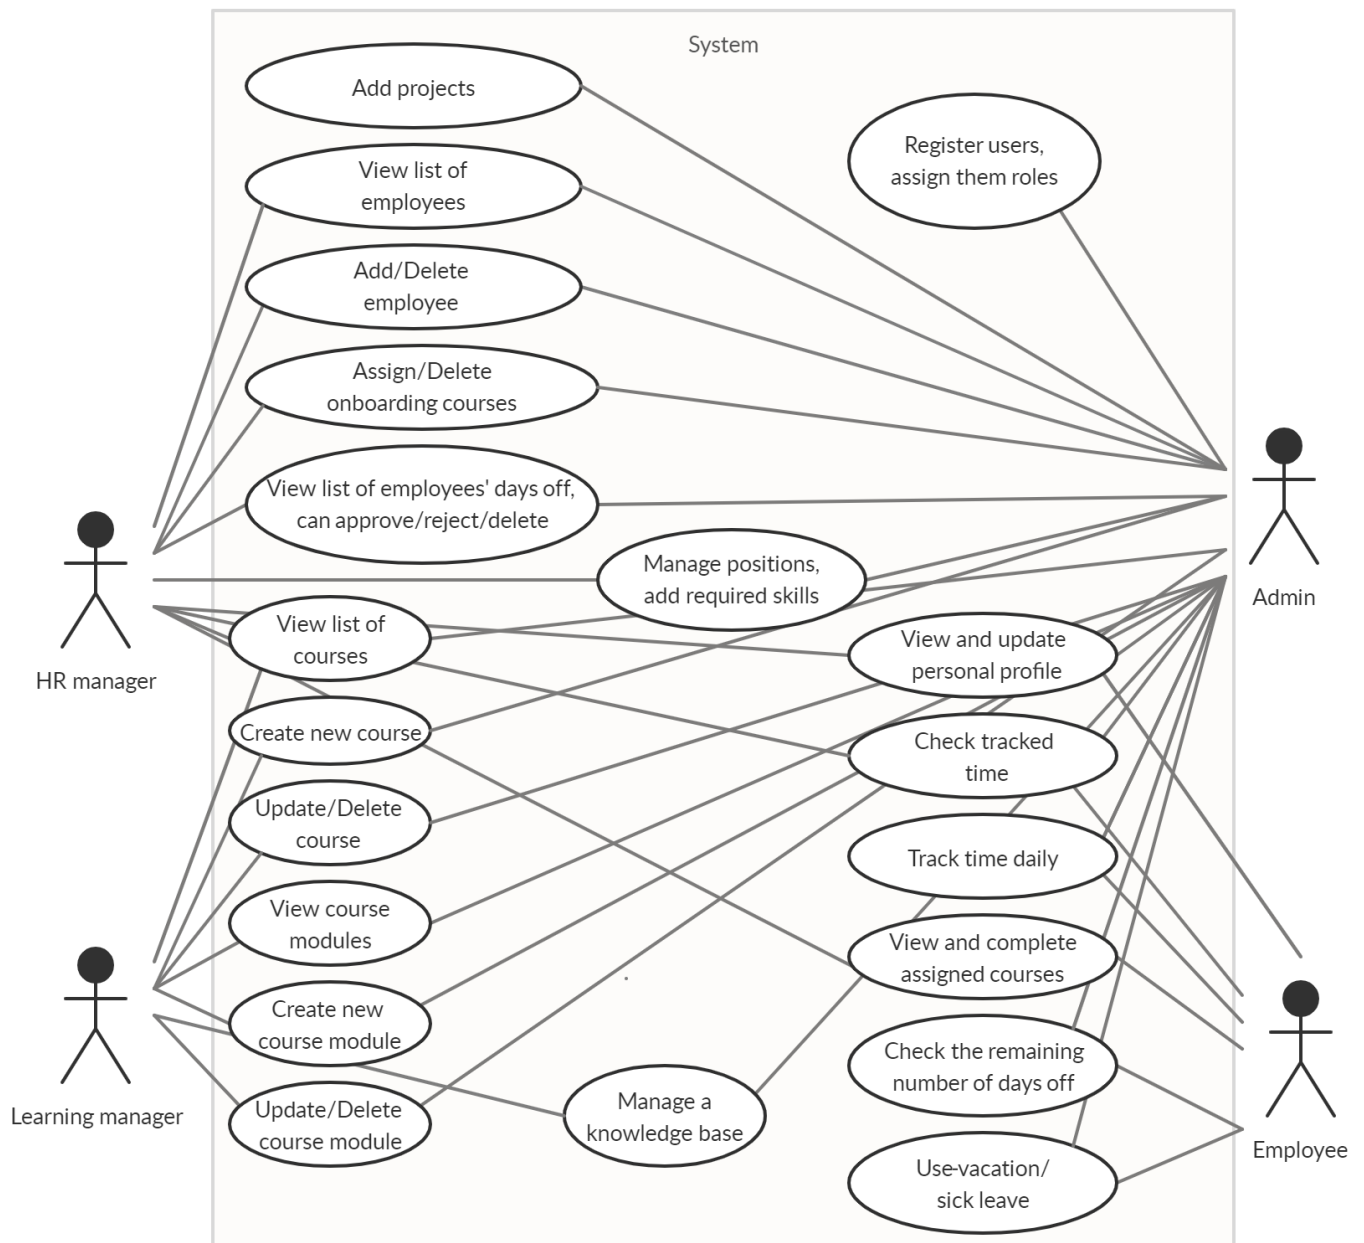 System
Add projects
Register users,
assign them roles
View list of
employees
Add/Delete
employee
Assign/Delete
onboarding courses
View list of employees' days off,
can approve/reject/delete
Manage positions,
add required skills
Admin
HR manager
View list of
courses
View and update
personal profile
Create new course
Check tracked
time
Update/Delete
course
Track time daily
View course
modules
View and complete
assigned courses
Create new
course module
Check the remaining
number of days off
Learning manager
Update/Delete
course module
Manage a
knowledge base
Employee
Use-vacation/
sick leave